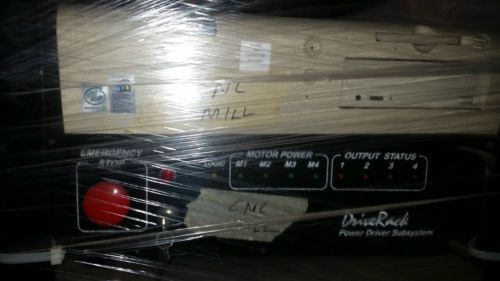 NC
MILL
EMERGENCY
STOP
LOGIC
MOTOR POWER
M1 M2 M3 M4
OUTPUT STATUS
1 2 3 4
CNC
MILL
DriveRack
Power Driver Subsystem